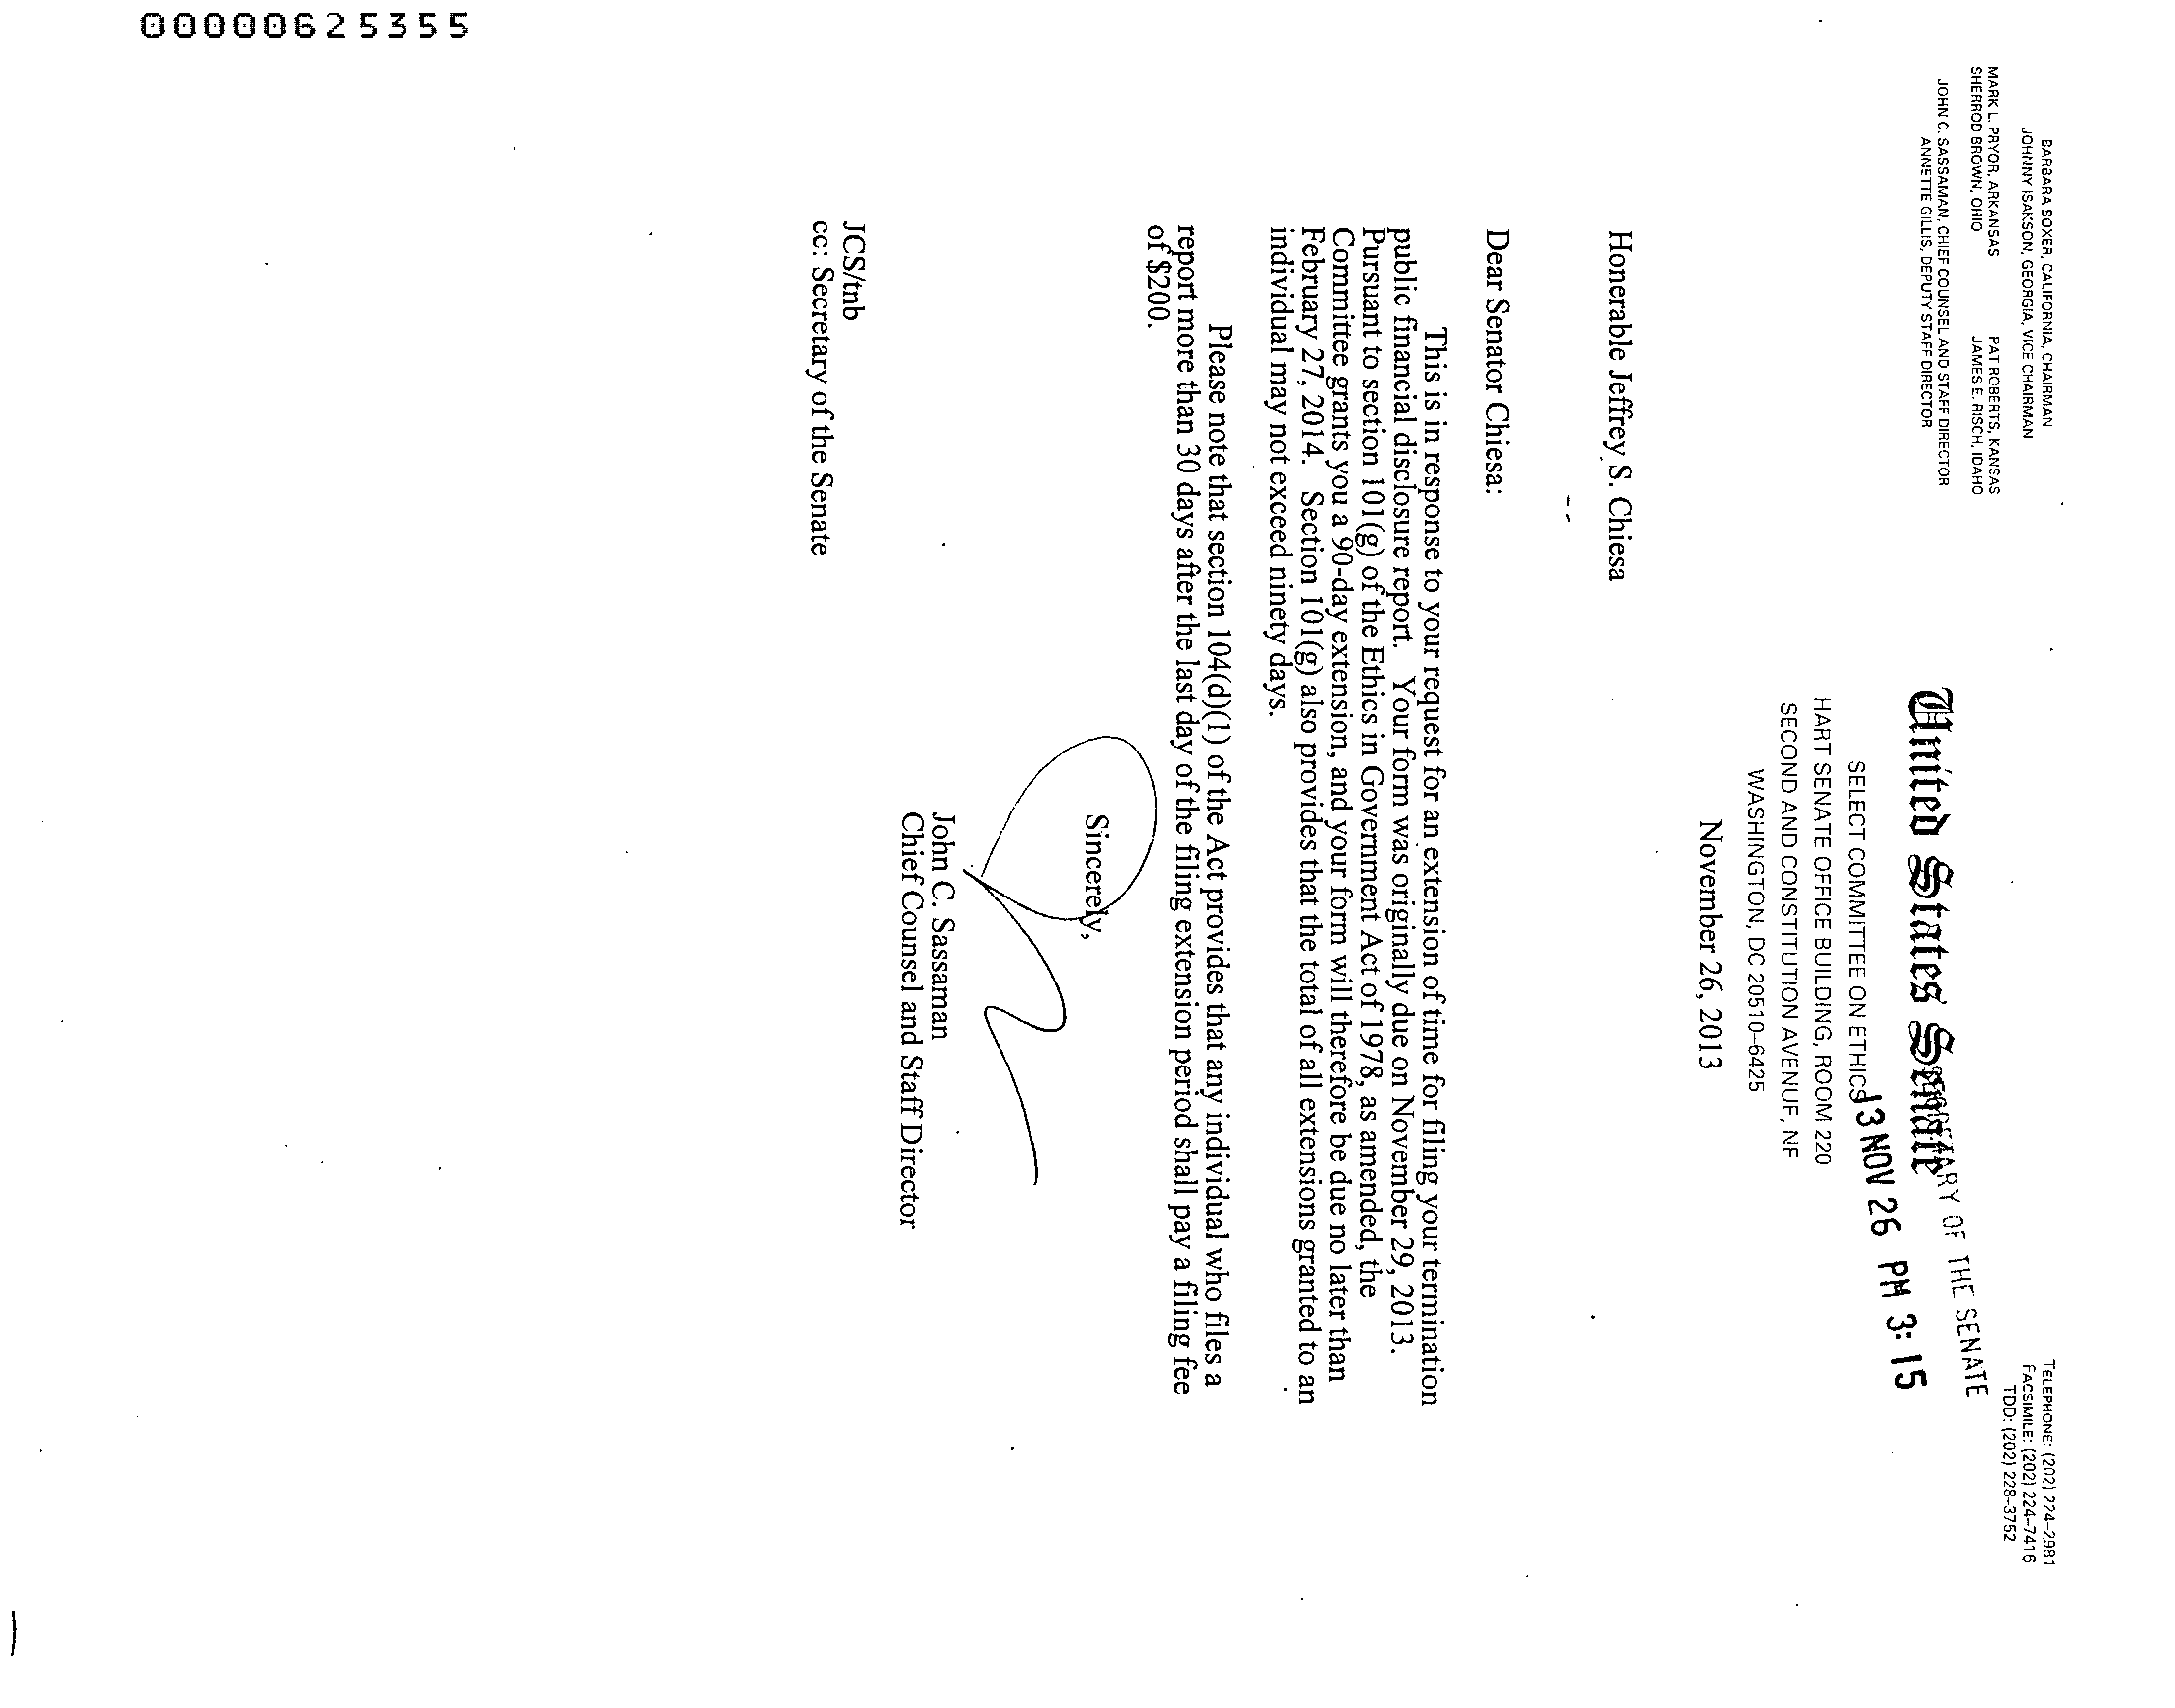 00000625355
BARBARA BOXER, CALIFORNIA, CHAIRMAN
JOHNNY ISAKSON, GEORGIA, VICE CHAIRMAN
MARK L. PRYOR, ARKANSAS PAT ROBERTS, KANSAS
SHERROD BROWN, OHIO JAMES E. RISCH, IDAHO
JOHN C. SASSAMAN, CHIEF COUNSEL AND STAFF DIRECTOR
ANNETTE GILLIS, DEPUTY STAFF DIRECTOR
TELEPHONE: (202) 224-2981
FACSIMILE: (202) 224-7416
TDD: (202) 228-3752
United States Senate
SECRETARY OF THE SENATE
13 NOV 26 PM 3:15
SELECT COMMITTEE ON ETHICS
HART SENATE OFFICE BUILDING, ROOM 220
SECOND AND CONSTITUTION AVENUE, NE
WASHINGTON, DC 20510-6425
November 26, 2013
Honorable Jeffrey S. Chiesa
Dear Senator Chiesa:
This is in response to your request for an extension of time for filing your termination
public financial disclosure report. Your form was originally due on November 29, 2013.
Pursuant to section 101(g) of the Ethics in Government Act of 1978, as amended, the
Committee grants you a 90-day extension, and your form will therefore be due no later than
February 27, 2014. Section 101(g) also provides that the total of all extensions granted to an
individual may not exceed ninety days.
Please note that section 104(d)(1) of the Act provides that any individual who files a
report more than 30 days after the last day of the filing extension period shall pay a filing fee
of $200.
Sincerely,
John C. Sassaman
Chief Counsel and Staff Director
JCS/tnb
cc: Secretary of the Senate